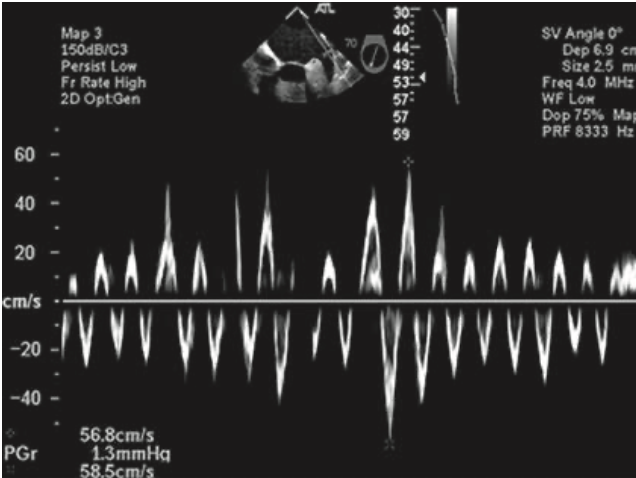 Map 3
150dB/C3
Persist Low
Fr Rate High
2D Opt:Gen
ATL
70
30
40
44
49
53
57
57
59
SV Angle 0°
Dep 6.9 cm
Size 2.5 m
Freq 4.0 MHz
WF Low
Dop 75% Map
PRF 8333 Hz
60
40
20
cm/s
-20
-40
56.8cm/s
PGr 1.3mmHg
58.5cm/s